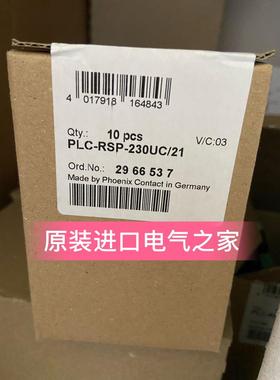 4 017918 164843
Qty.: 10 pcs V/C:03
PLC-RSP-230UC/21
Ord.No.: 29 66 53 7
Made by Phoenix Contact in Germany
原装进口电气之家